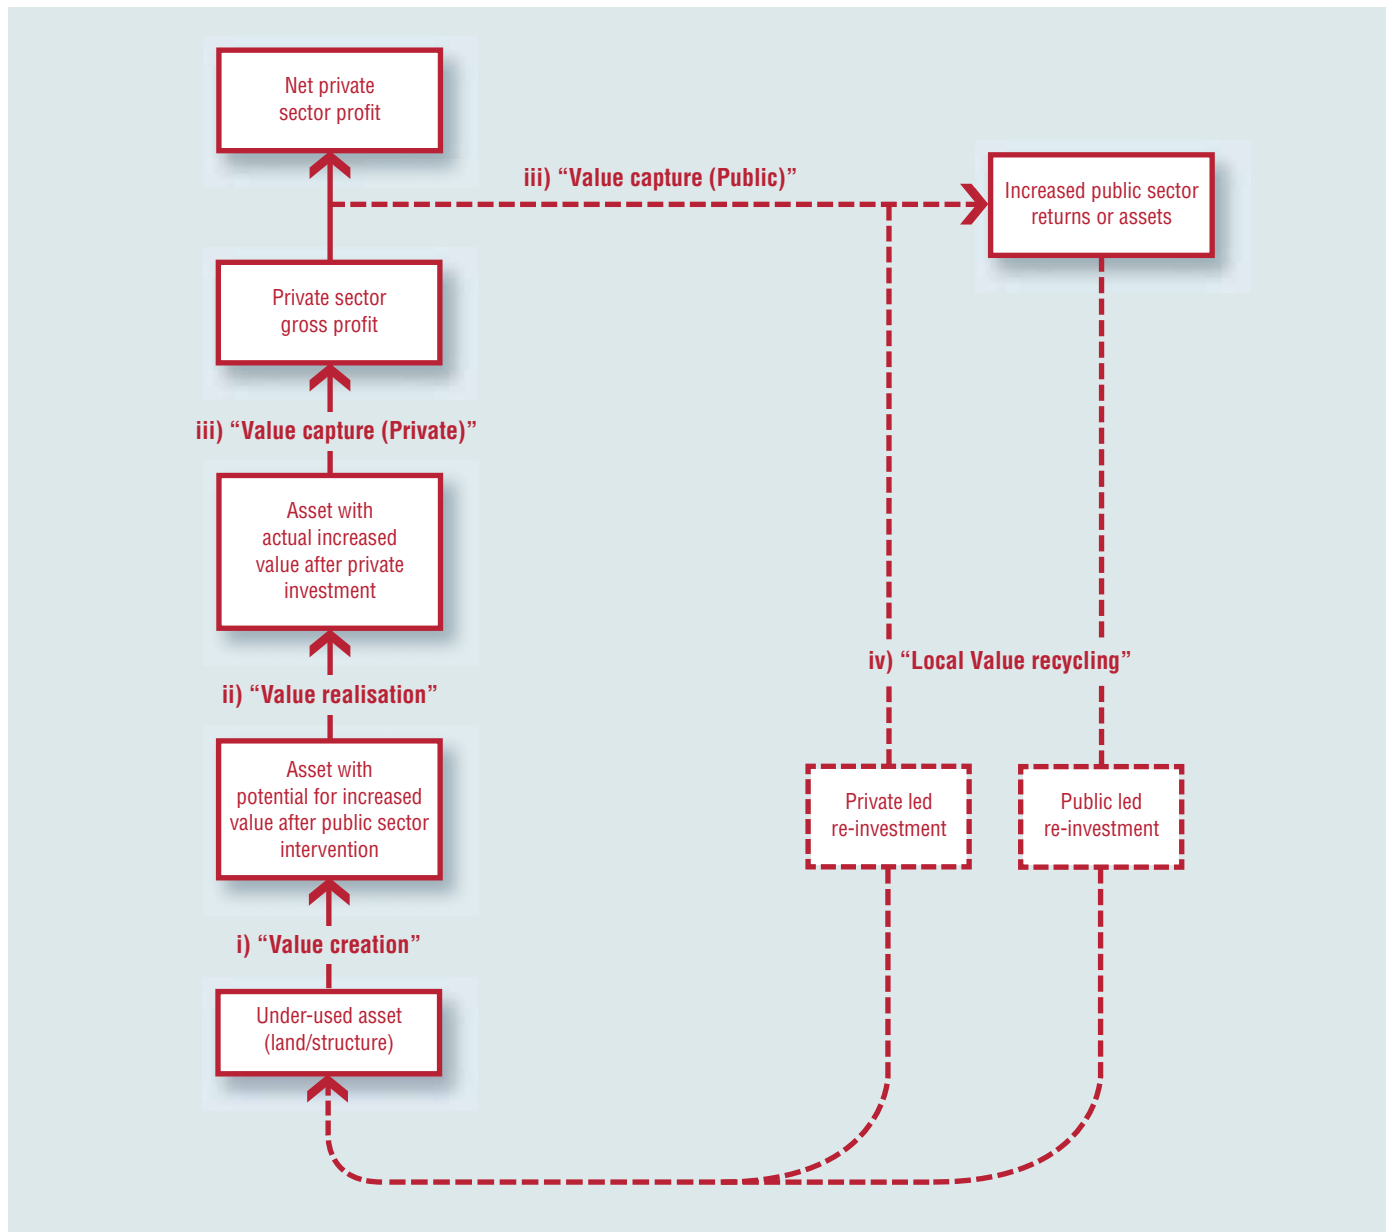 Net private
sector profit
iii) “Value capture (Public)”
Increased public sector
returns or assets
Private sector
gross profit
iii) “Value capture (Private)”
Asset with
actual increased
value after private
investment
iv) “Local Value recycling”
ii) “Value realisation”
Asset with
potential for increased
value after public sector
intervention
Private led
re-investment
Public led
re-investment
i) “Value creation”
Under-used asset
(land/structure)